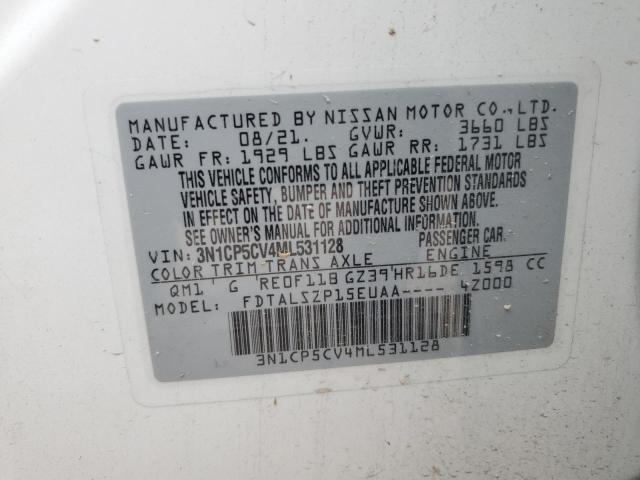 MANUFACTURED BY NISSAN MOTOR CO., LTD.
DATE: 08/21. GVWR: 3660 LBS
GAWR FR: 1929 LBS GAWR RR: 1731 LBS
THIS VEHICLE CONFORMS TO ALL APPLICABLE FEDERAL MOTOR
VEHICLE SAFETY, BUMPER AND THEFT PREVENTION STANDARDS
IN EFFECT ON THE DATE OF MANUFACTURE SHOWN ABOVE.
SEE OWNER'S MANUAL FOR ADDITIONAL INFORMATION.
VIN: 3N1CP5CV4ML531128 PASSENGER CAR.
COLOR TRIM TRANS AXLE ENGINE
QM1 G RE0F11B GZ39 HR16DE 1598 CC
FDTALSZP15EUAA---- 4Z000
3N1CP5CV4ML531128